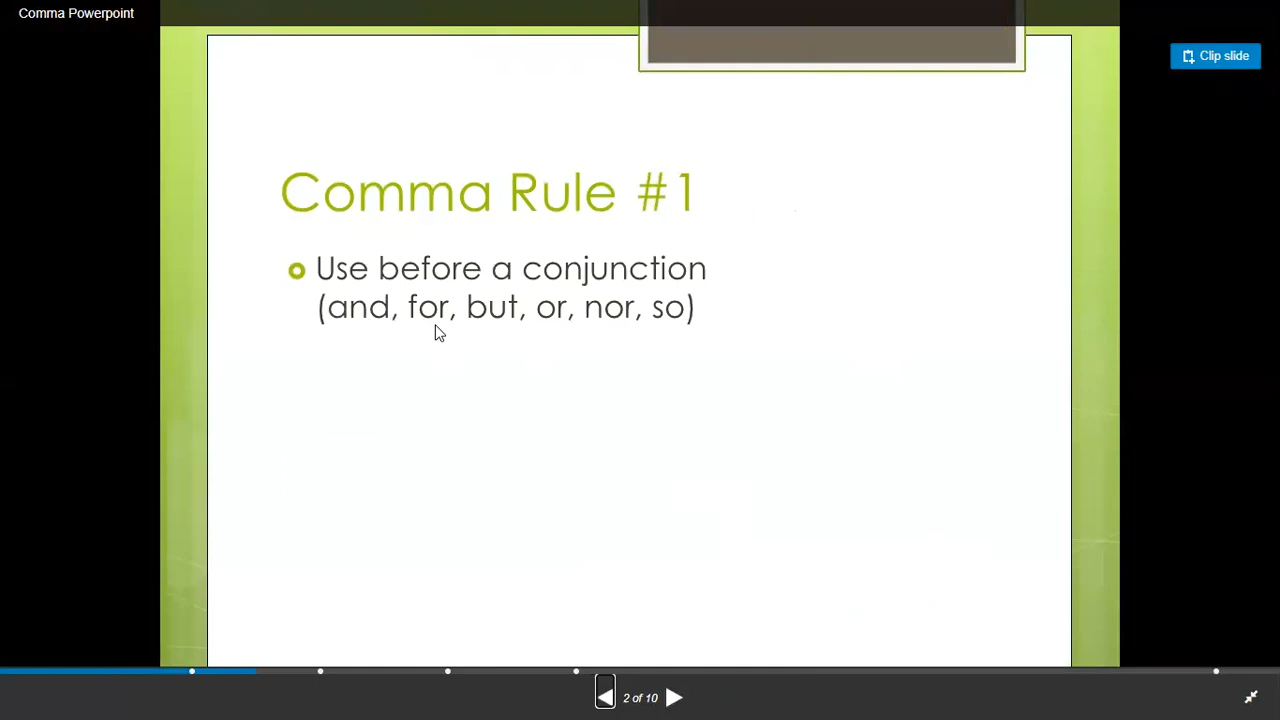 Comma Powerpoint
Clip slide
Comma Rule #1
Use before a conjunction
(and, for, but, or, nor, so)
2 of 10